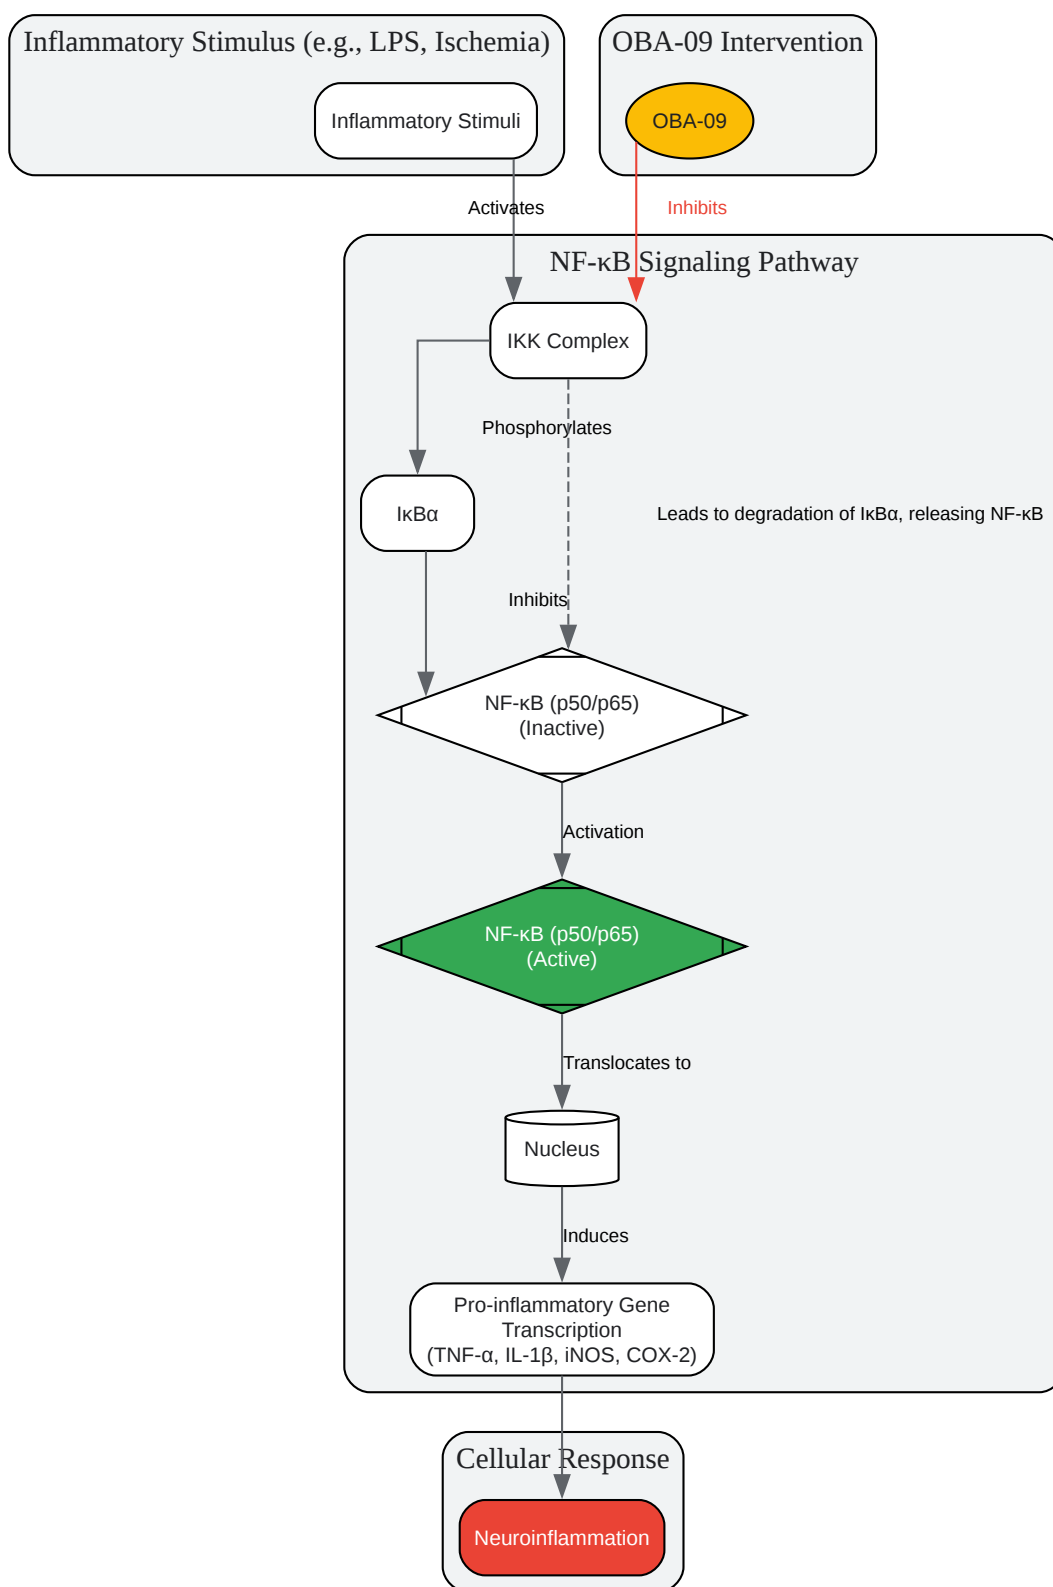 Inflammatory Stimulus (e.g., LPS, Ischemia)
OBA-09 Intervention
Inflammatory Stimuli
OBA-09
Activates
Inhibits
NF-κB Signaling Pathway
IKK Complex
Phosphorylates
IκBα
Leads to degradation of IκBα, releasing NF-κB
Inhibits
NF-κB (p50/p65)
(Inactive)
Activation
NF-κB (p50/p65)
(Active)
Translocates to
Nucleus
Induces
Pro-inflammatory Gene
Transcription
(TNF-α, IL-1β, iNOS, COX-2)
Cellular Response
Neuroinflammation